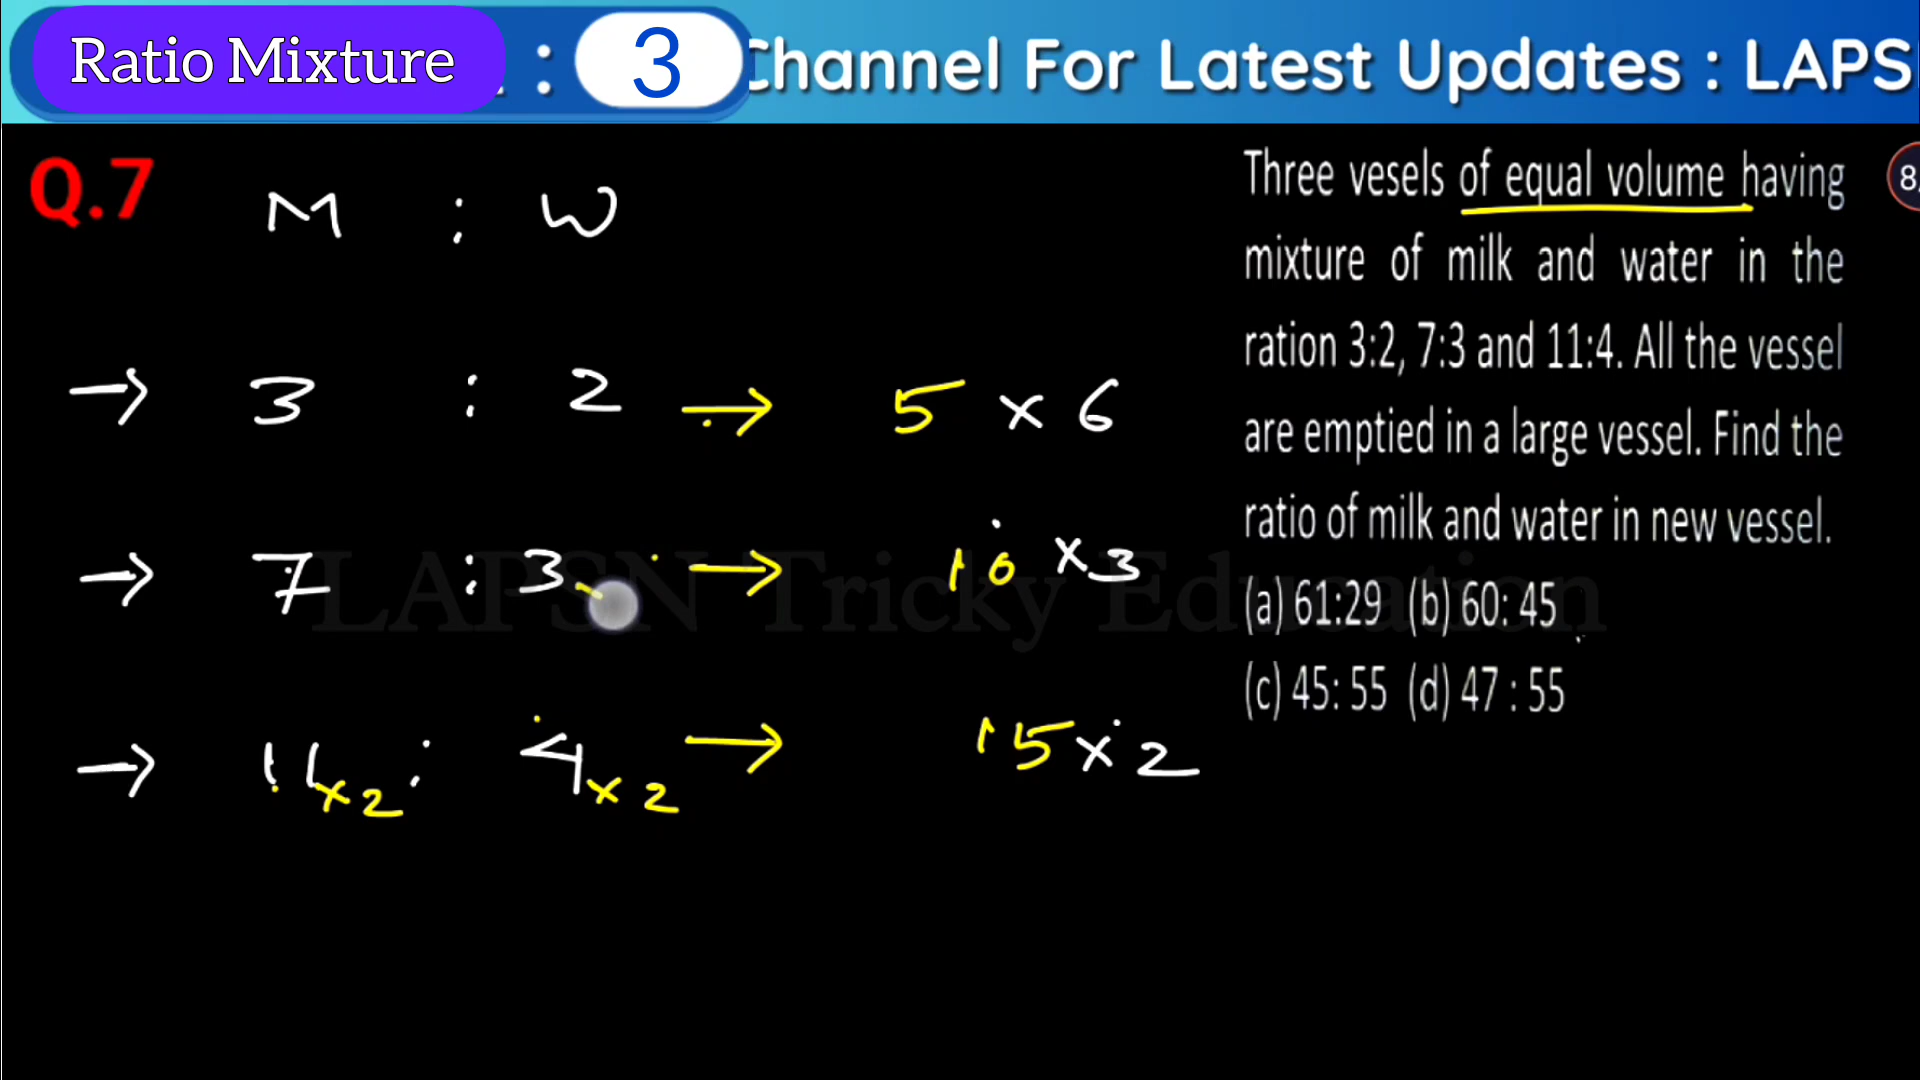 Ratio Mixture : 3 Channel For Latest Updates : LAPS
Q.7
M : W
3 : 2 → 5 × 6
7 : 3 → 10 ×3
11×2 : 4×2 → 15×2
Three vesels of equal volume having
mixture of milk and water in the
ration 3:2, 7:3 and 11:4. All the vessel
are emptied in a large vessel. Find the
ratio of milk and water in new vessel.
(a) 61:29 (b) 60: 45
(c) 45: 55 (d) 47 : 55
8
LAPSN Tricky Education